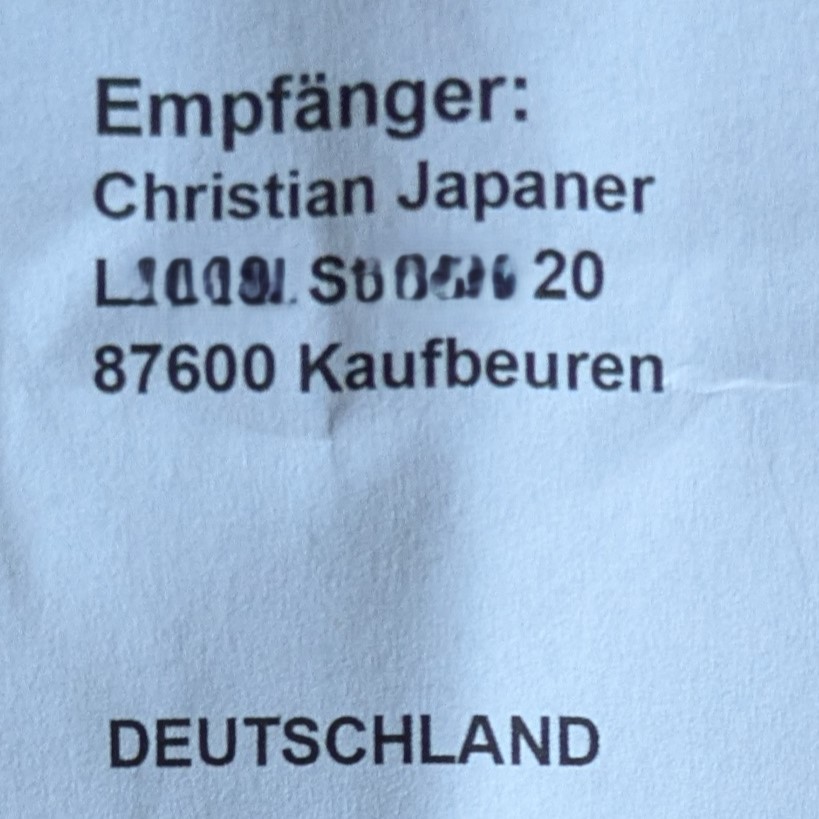 Empfänger:
Christian Japaner
20
87600 Kaufbeuren
DEUTSCHLAND